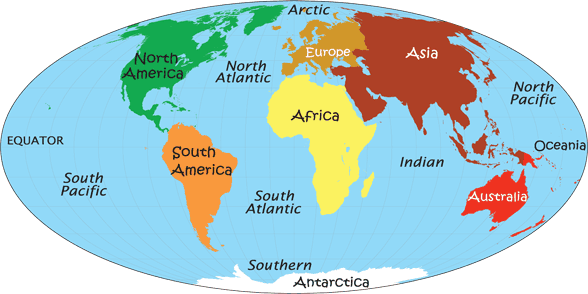 Arctic
North
America
North
Atlantic
Europe
Asia
North
Pacific
Africa
EQUATOR
Oceania
South
America
Indian
South
Pacific
South
Atlantic
Australia
Southern
Antarctica